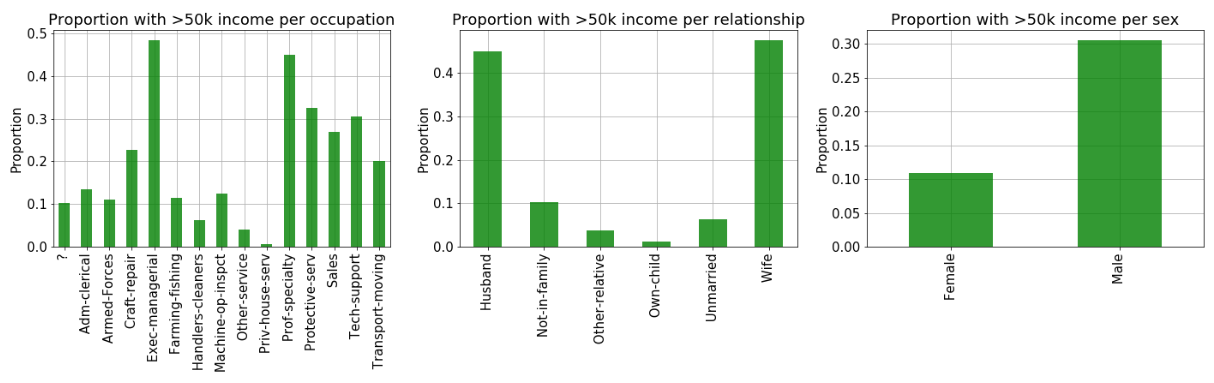 Proportion with >50k income per occupation
Proportion
0.5
0.4
0.3
0.2
0.1
0.0
?
Adm-clerical
Armed-Forces
Craft-repair
Exec-managerial
Farming-fishing
Handlers-cleaners
Machine-op-inspct
Other-service
Priv-house-serv
Prof-specialty
Protective-serv
Sales
Tech-support
Transport-moving
Proportion with >50k income per relationship
Proportion
0.4
0.3
0.2
0.1
0.0
Husband
Not-in-family
Other-relative
Own-child
Unmarried
Wife
Proportion with >50k income per sex
Proportion
0.30
0.25
0.20
0.15
0.10
0.05
0.00
Female
Male